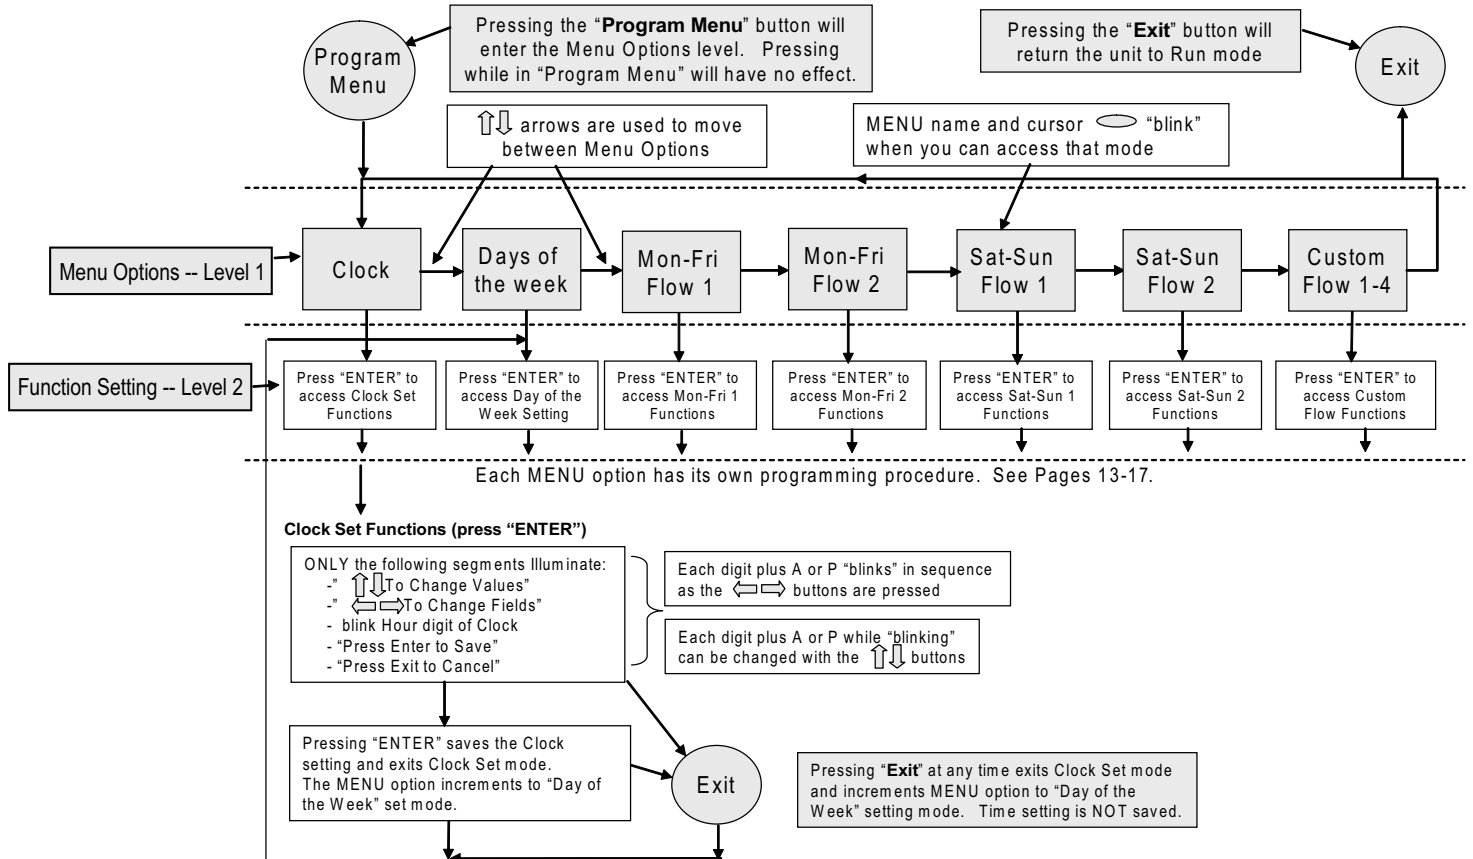 Program
Menu
Pressing the “Program Menu” button will
enter the Menu Options level. Pressing
while in “Program Menu” will have no effect.
Pressing the “Exit” button will
return the unit to Run mode
Exit
arrows are used to move
between Menu Options
MENU name and cursor “blink”
when you can access that mode
Menu Options -- Level 1
Clock
Days of
the week
Mon-Fri
Flow 1
Mon-Fri
Flow 2
Sat-Sun
Flow 1
Sat-Sun
Flow 2
Custom
Flow 1-4
Function Setting -- Level 2
Press “ENTER” to
access Clock Set
Functions
Press “ENTER” to
access Day of the
Week Setting
Press “ENTER” to
access Mon-Fri 1
Functions
Press “ENTER” to
access Mon-Fri 2
Functions
Press “ENTER” to
access Sat-Sun 1
Functions
Press “ENTER” to
access Sat-Sun 2
Functions
Press “ENTER” to
access Custom
Flow Functions
Each MENU option has its own programming procedure. See Pages 13-17.
Clock Set Functions (press “ENTER”)
ONLY the following segments Illuminate:
-” To Change Values”
-” To Change Fields”
- blink Hour digit of Clock
- “Press Enter to Save”
- “Press Exit to Cancel”
Each digit plus A or P “blinks” in sequence
as the buttons are pressed
Each digit plus A or P while “blinking”
can be changed with the buttons
Pressing “ENTER” saves the Clock
setting and exits Clock Set mode.
The MENU option increments to “Day of
the Week” set mode.
Exit
Pressing “Exit” at any time exits Clock Set mode
and increments MENU option to “Day of the
Week” setting mode. Time setting is NOT saved.